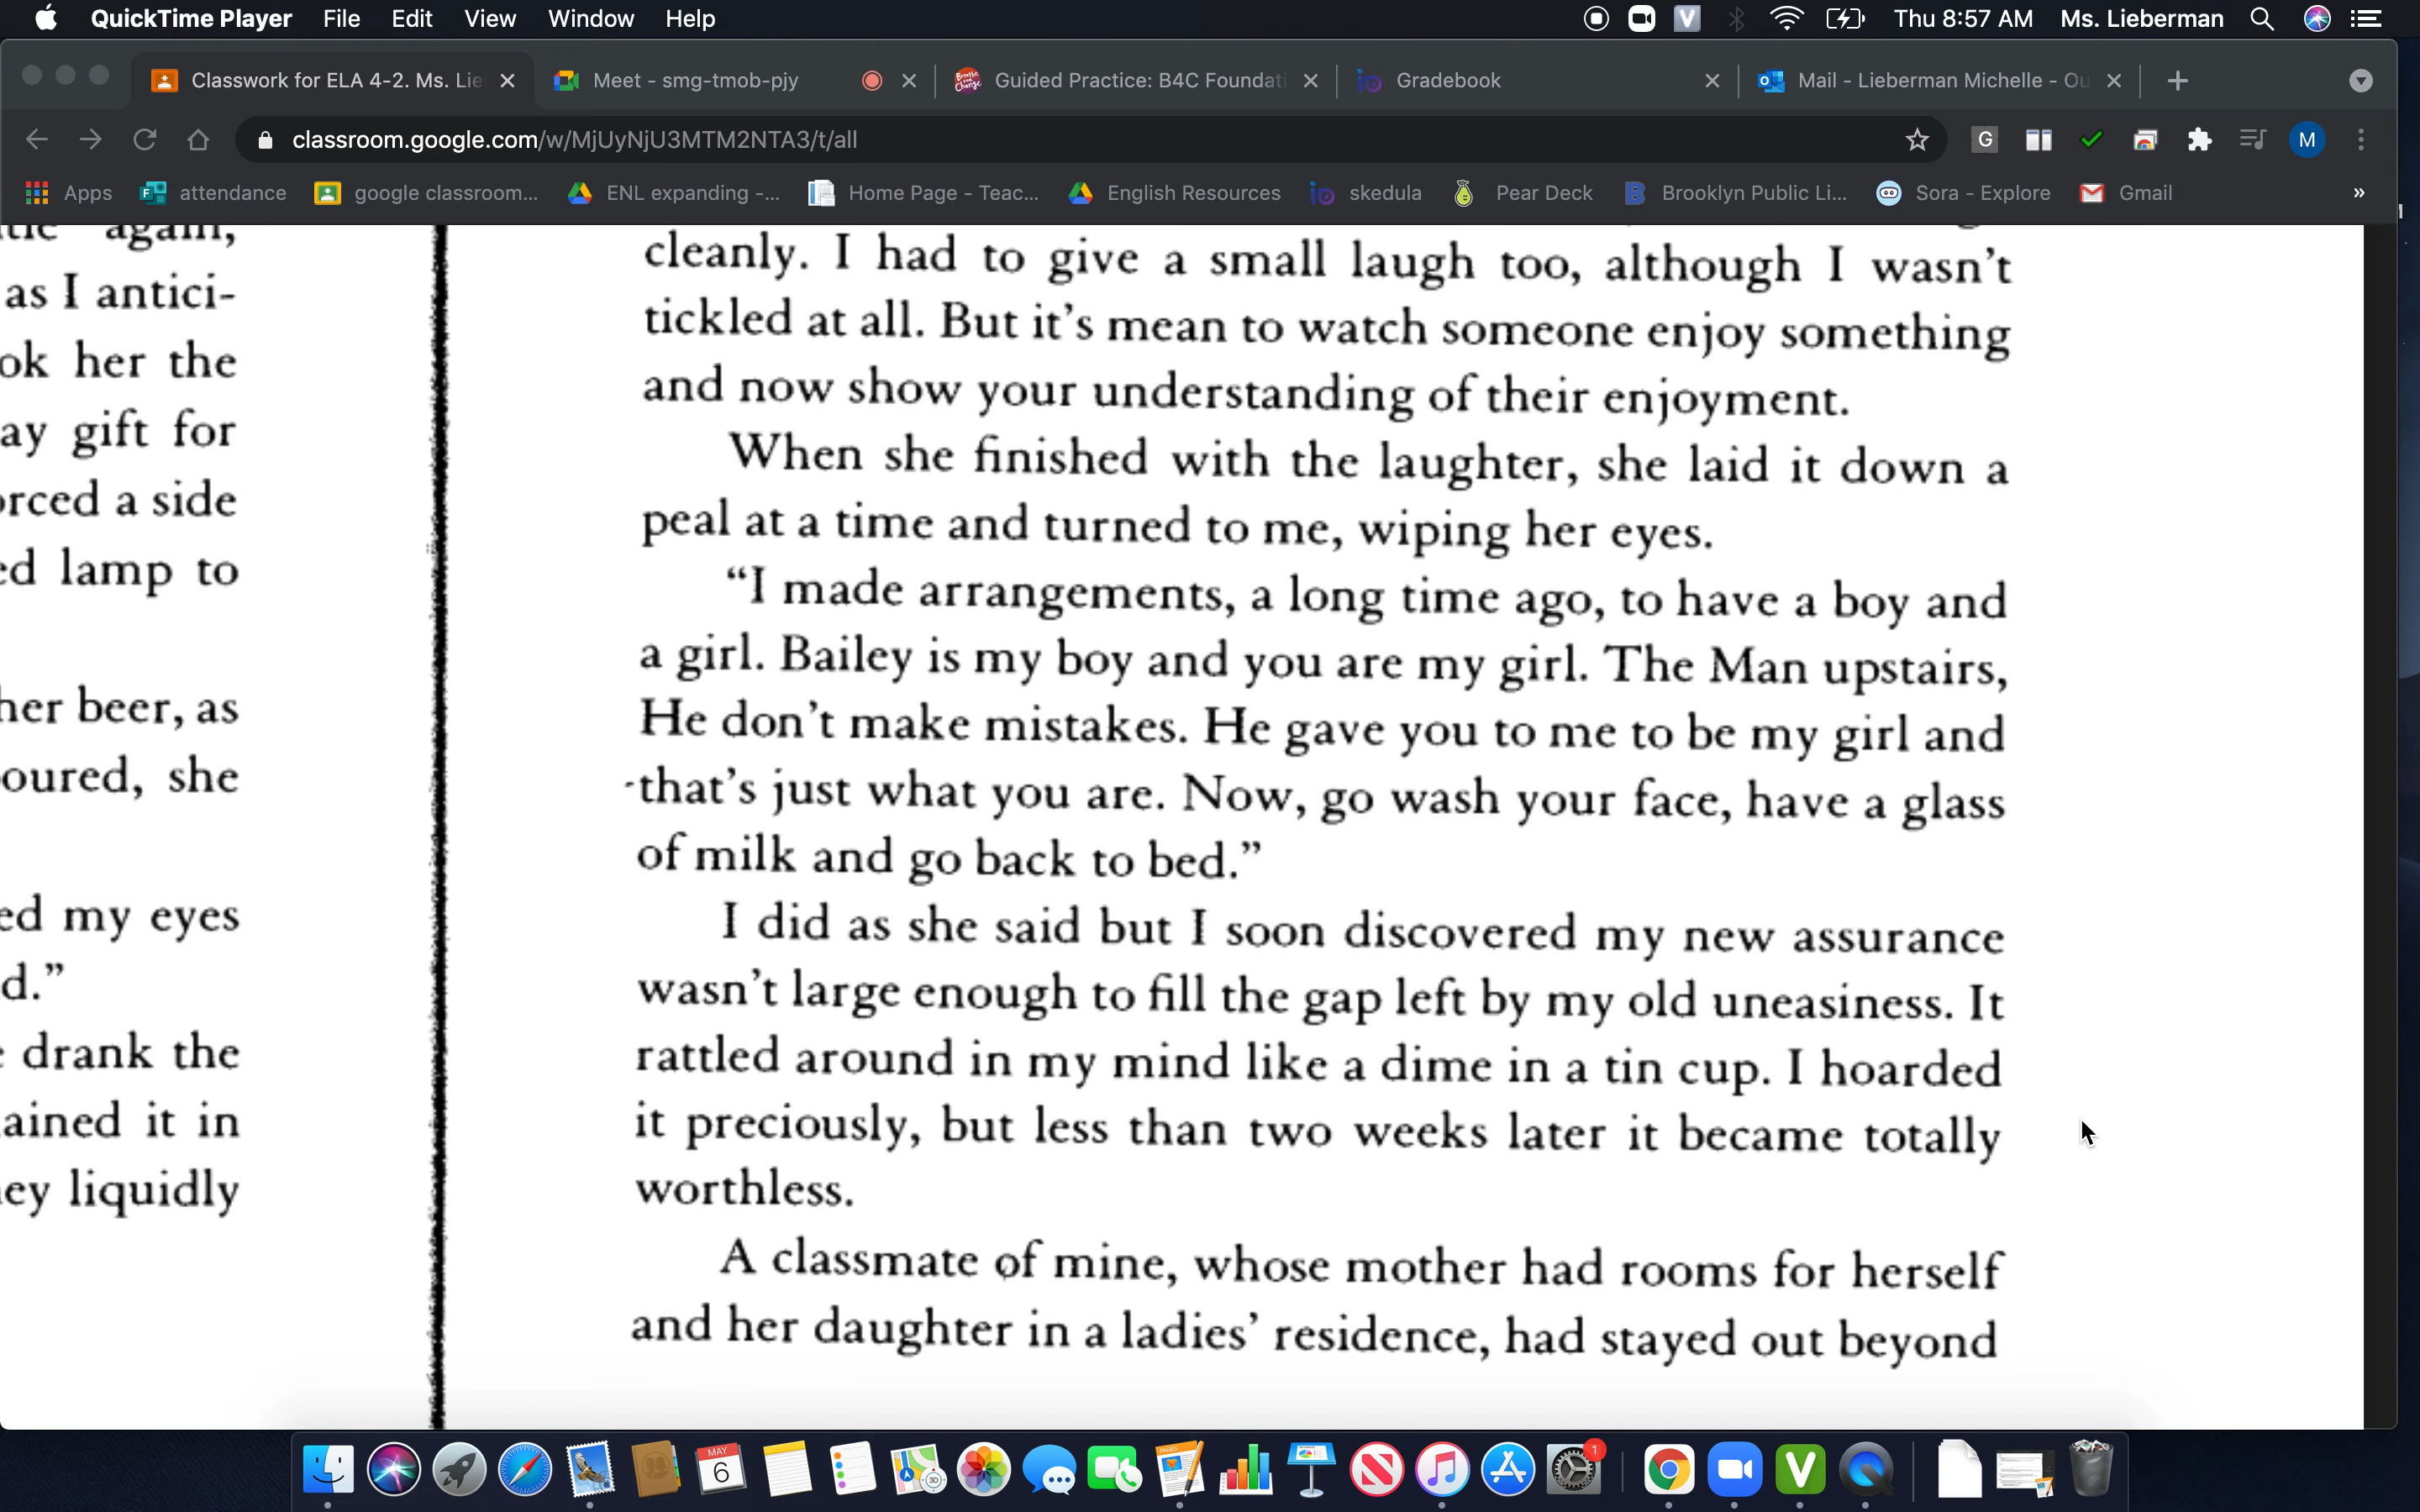 QuickTime Player File Edit View Window Help Thu 8:57 AM Ms. Lieberman
Classwork for ELA 4-2. Ms. Lie Meet - smg-tmob-pjy Guided Practice: B4C Foundati Gradebook Mail - Lieberman Michelle - Ou
classroom.google.com/w/MjUyNjU3MTM2NTA3/t/all G M
Apps attendance google classroom... ENL expanding -... Home Page - Teac... English Resources skedula Pear Deck Brooklyn Public Li... Sora - Explore Gmail »
again,
as I antici-
ok her the
ay gift for
orced a side
ed lamp to
her beer, as
oured, she
ed my eyes
d.”
drank the
ained it in
ey liquidly
cleanly. I had to give a small laugh too, although I wasn’t
tickled at all. But it’s mean to watch someone enjoy something
and now show your understanding of their enjoyment.
When she finished with the laughter, she laid it down a
peal at a time and turned to me, wiping her eyes.
“I made arrangements, a long time ago, to have a boy and
a girl. Bailey is my boy and you are my girl. The Man upstairs,
He don’t make mistakes. He gave you to me to be my girl and
that’s just what you are. Now, go wash your face, have a glass
of milk and go back to bed.”
I did as she said but I soon discovered my new assurance
wasn’t large enough to fill the gap left by my old uneasiness. It
rattled around in my mind like a dime in a tin cup. I hoarded
it preciously, but less than two weeks later it became totally
worthless.
A classmate of mine, whose mother had rooms for herself
and her daughter in a ladies’ residence, had stayed out beyond
MAY
6
3D
PAGES
1